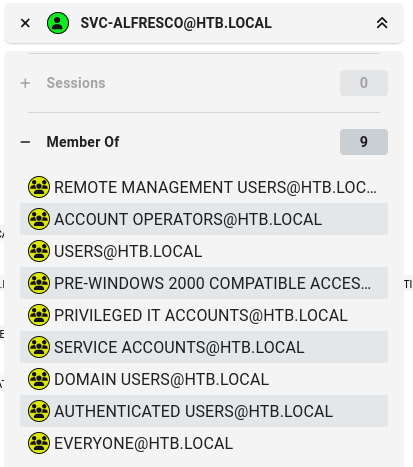 SVC-ALFRESCO@HTB.LOCAL
Sessions 0
Member Of 9
REMOTE MANAGEMENT USERS@HTB.LOC...
ACCOUNT OPERATORS@HTB.LOCAL
USERS@HTB.LOCAL
PRE-WINDOWS 2000 COMPATIBLE ACCES...
PRIVILEGED IT ACCOUNTS@HTB.LOCAL
SERVICE ACCOUNTS@HTB.LOCAL
DOMAIN USERS@HTB.LOCAL
AUTHENTICATED USERS@HTB.LOCAL
EVERYONE@HTB.LOCAL